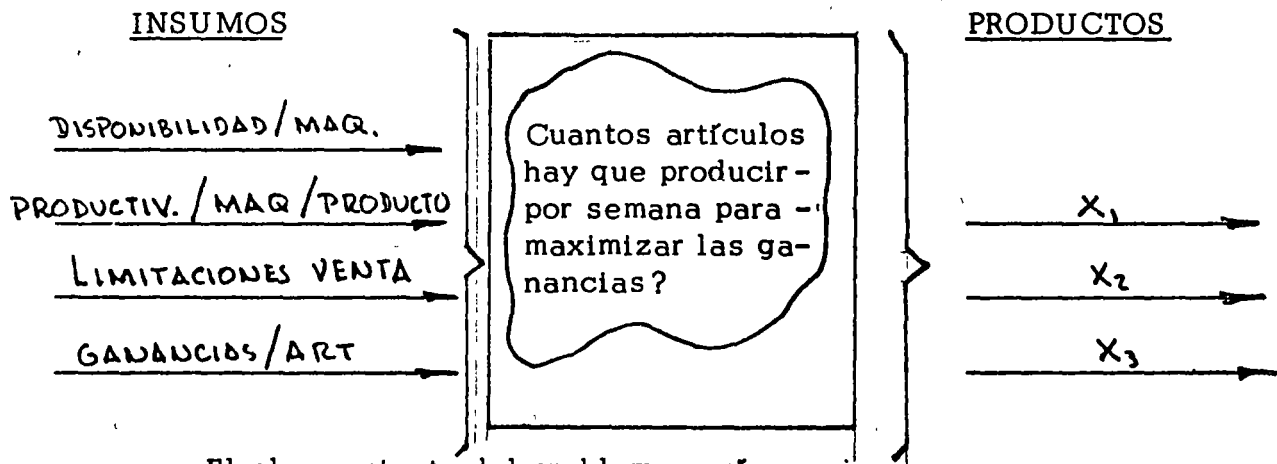 INSUMOS
PRODUCTOS
DISPONIBILIDAD/MAQ.
PRODUCTIV./MAQ/PRODUCTO
LIMITACIONES VENTA
GANANCIAS/ART
Cuantos artículos
hay que producir-
por semana para -
maximizar las ga-
nancias?
X₁
X₂
X₃